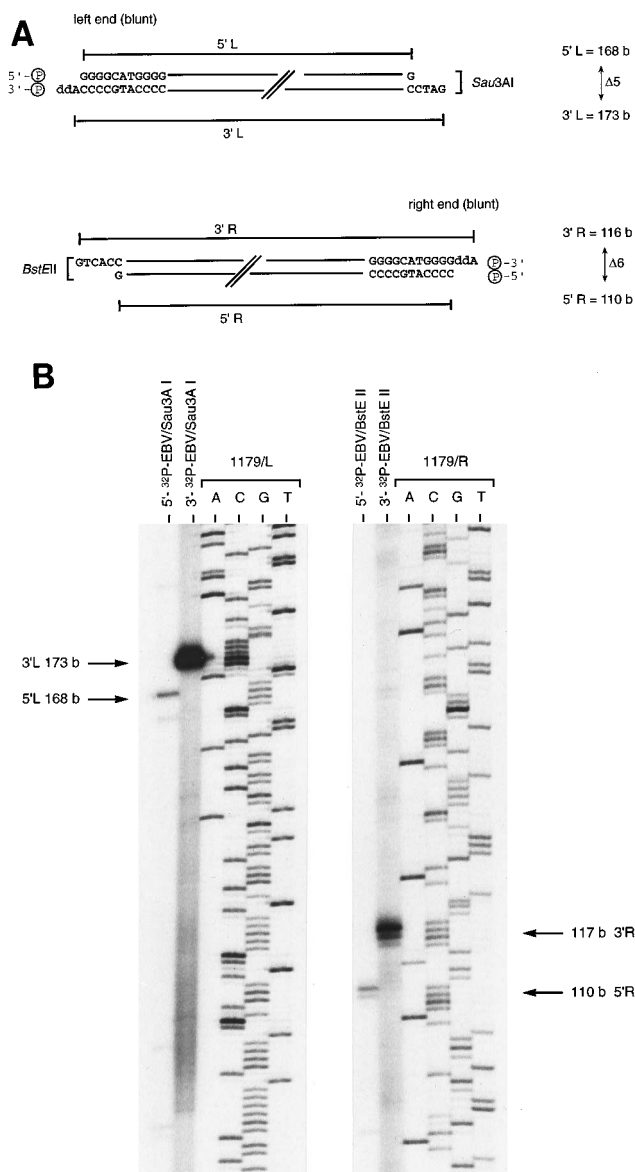 A
left end (blunt)
5' L
5' L = 168 b
5'-Ⓟ GGGGCATGGGG G
3'-Ⓟ ddACCCCGTACCCC CCTAG
Sau3AI
Δ5
3' L
3' L = 173 b
right end (blunt)
3' R
3' R = 116 b
BstEII
GTCACC GGGGCATGGGGddA Ⓟ-3'
G CCCCGTACCCC Ⓟ-5'
Δ6
5' R
5' R = 110 b
B
5'- ³²P-EBV/Sau3A I
3'- ³²P-EBV/Sau3A I
1179/L
A C G T
5'- ³²P-EBV/BstE II
3'- ³²P-EBV/BstE II
1179/R
A C G T
3'L 173 b
5'L 168 b
117 b 3'R
110 b 5'R